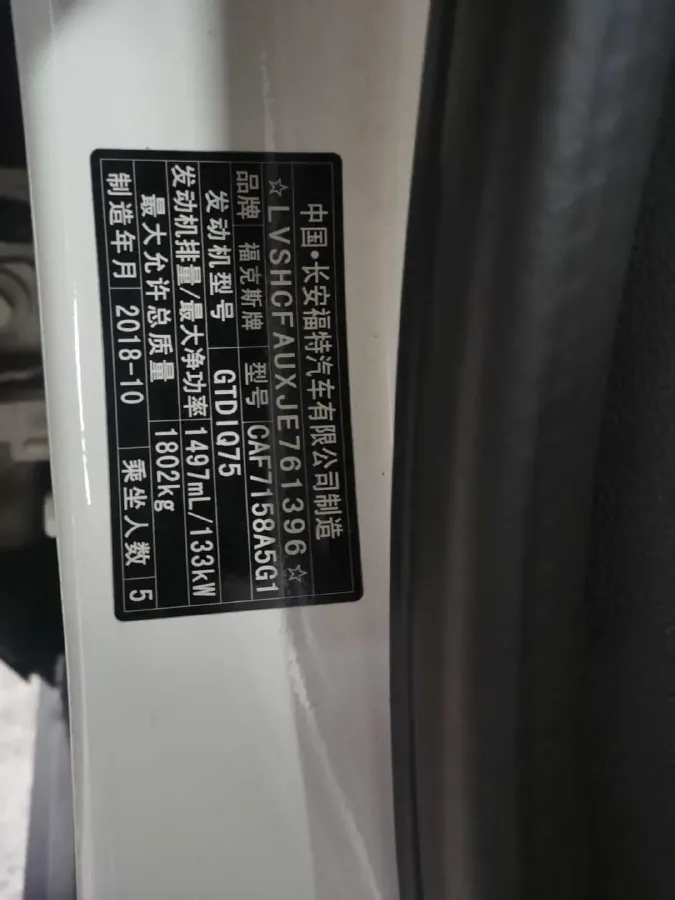 中国•长安福特汽车有限公司制造
☆LVSHCFAUXJE761396☆
品牌 福克斯牌 型号 CAF7158A5G1
发动机型号 GTDIQ75
发动机排量/最大净功率 1497mL/133kW
最大允许总质量 1802kg
制造年月 2018-10 乘坐人数 5